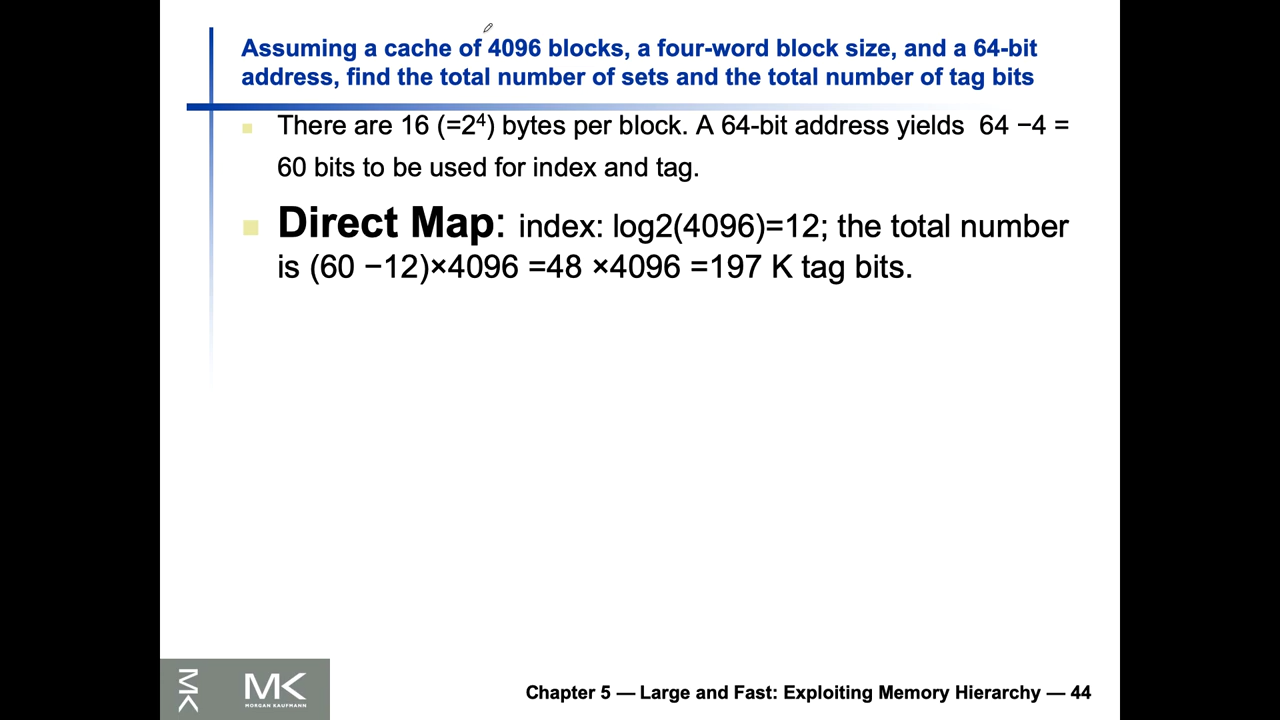 Assuming a cache of 4096 blocks, a four-word block size, and a 64-bit
address, find the total number of sets and the total number of tag bits
There are 16 (=2⁴) bytes per block. A 64-bit address yields 64 −4 =
60 bits to be used for index and tag.
Direct Map: index: log2(4096)=12; the total number
is (60 −12)×4096 =48 ×4096 =197 K tag bits.
MK
MK
MORGAN KAUFMANN
Chapter 5 — Large and Fast: Exploiting Memory Hierarchy — 44